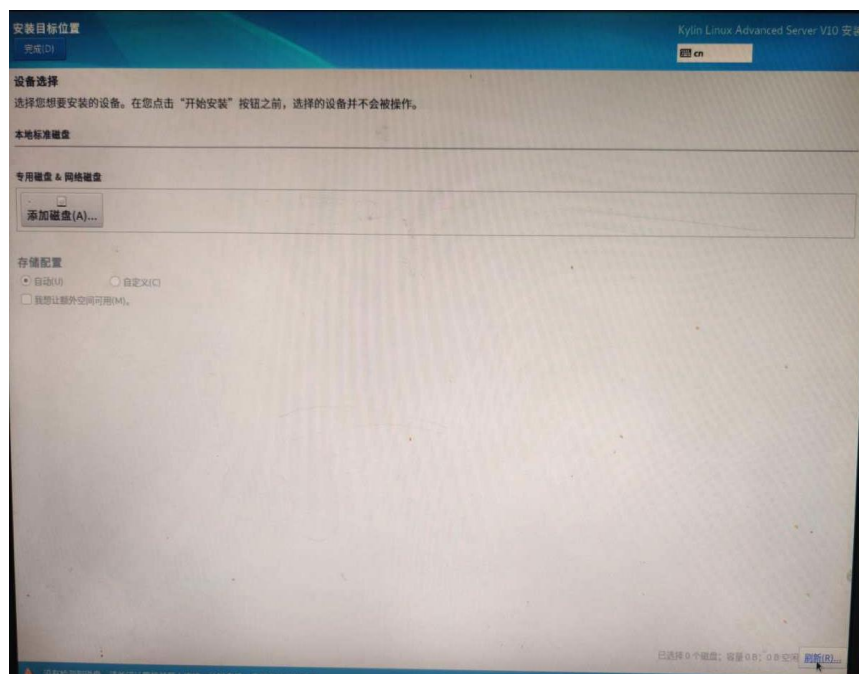 安装目标位置
Kylin Linux Advanced Server V10 安装
完成(D)
cn
设备选择
选择您想要安装的设备。在您点击“开始安装”按钮之前，选择的设备并不会被操作。
本地标准磁盘
专用磁盘 & 网络磁盘
添加磁盘(A)...
存储配置
自动(U)
自定义(C)
我想让额外空间可用(M)。
已选择 0 个磁盘；容量 0 B；0 B 空闲 刷新(R)...